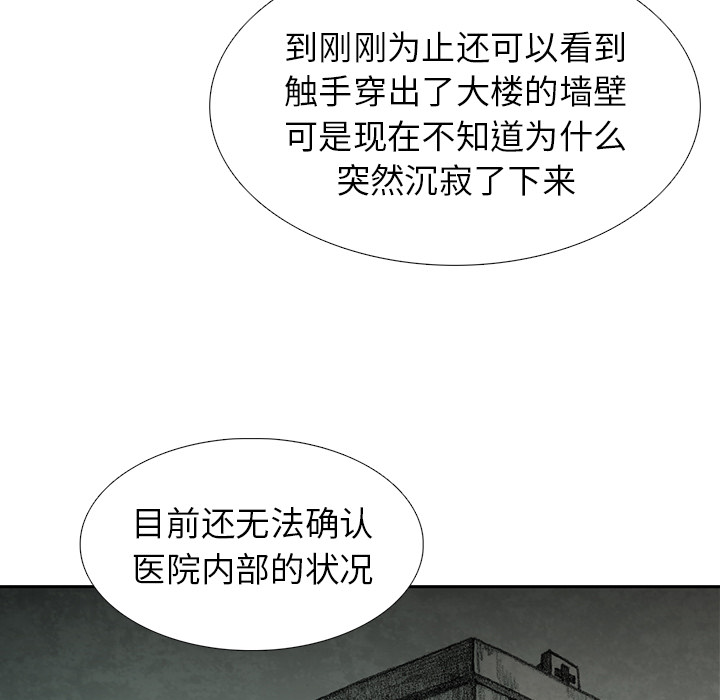 到刚刚为止还可以看到
触手穿出了大楼的墙壁
可是现在不知道为什么
突然沉寂了下来
目前还无法确认
医院内部的状况